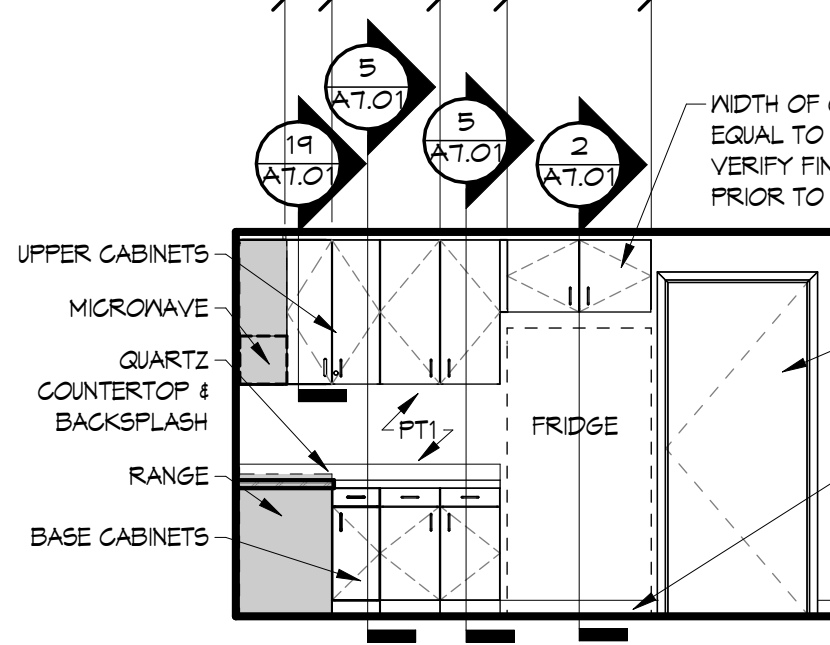 5
A7.01
5
A7.01
19
A7.01
2
A7.01
WIDTH OF
EQUAL TO
VERIFY
PRIOR TO
UPPER CABINETS
MICROWAVE
QUARTZ
COUNTERTOP &
BACKSPLASH
PT1
FRIDGE
RANGE
BASE CABINETS